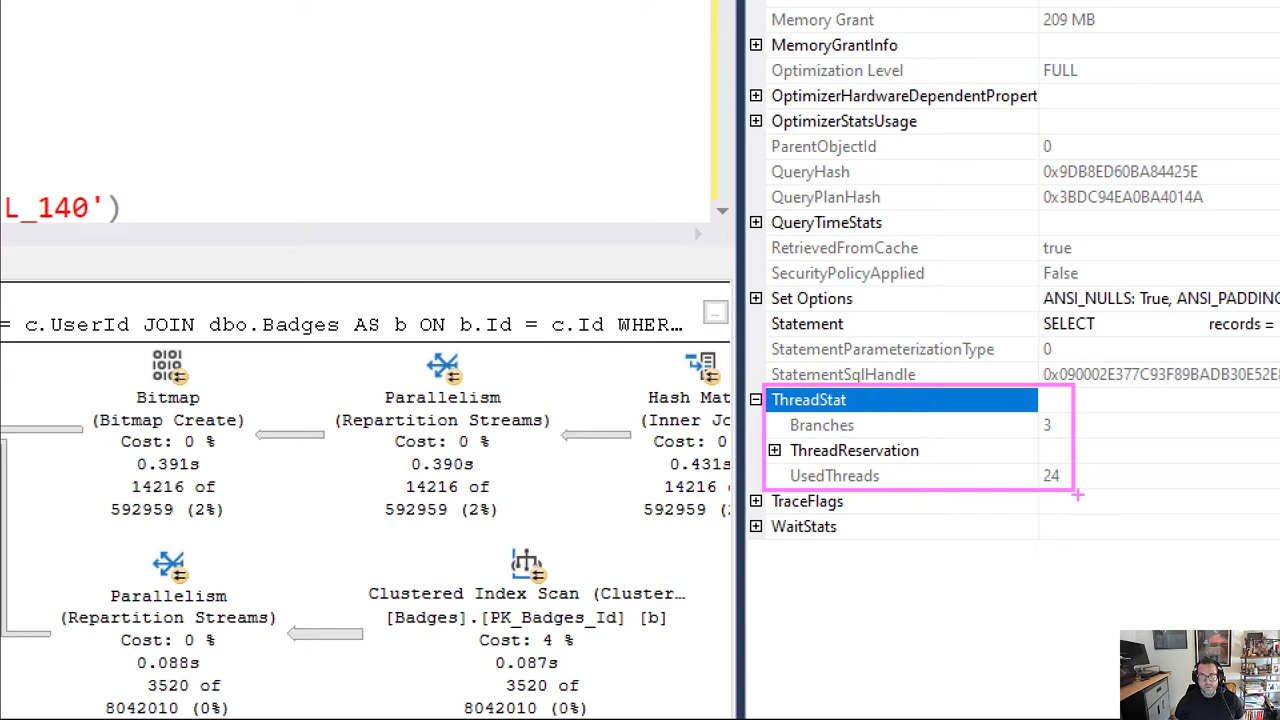 L_140')
= c.UserId JOIN dbo.Badges AS b ON b.Id = c.Id WHER…
Bitmap
(Bitmap Create)
Cost: 0 %
0.391s
14216 of
592959 (2%)
Parallelism
(Repartition Streams)
Cost: 0 %
0.390s
14216 of
592959 (2%)
Hash Mat
(Inner Jo
Cost: 0
0.431s
14216 o
592959 (2
Parallelism
(Repartition Streams)
Cost: 0 %
0.088s
3520 of
8042010 (0%)
Clustered Index Scan (Cluster…
[Badges].[PK_Badges_Id] [b]
Cost: 4 %
0.087s
3520 of
8042010 (0%)
Memory Grant 209 MB
MemoryGrantInfo
Optimization Level FULL
OptimizerHardwareDependentPropert
OptimizerStatsUsage
ParentObjectId 0
QueryHash 0x9DB8ED60BA84425E
QueryPlanHash 0x3BDC94EA0BA4014A
QueryTimeStats
RetrievedFromCache true
SecurityPolicyApplied False
Set Options ANSI_NULLS: True, ANSI_PADDING
Statement SELECT records =
StatementParameterizationType 0
StatementSqlHandle 0x090002E377C93F89BADB30E52E8
ThreadStat
Branches 3
ThreadReservation
UsedThreads 24
TraceFlags
WaitStats